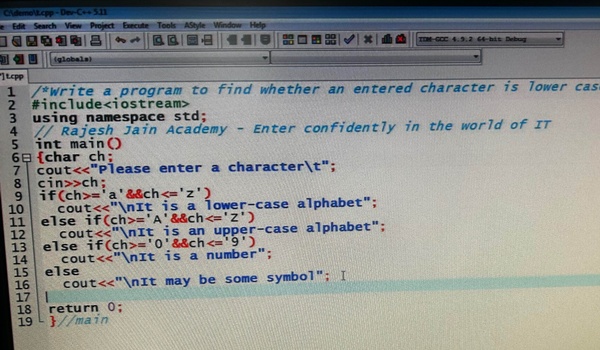 C:\demo\1.cpp - Dev-C++ 5.11
Edit Search View Project Execute Tools AStyle Window Help
TDM-GCC 4.9.2 64-bit Debug
(globals)
1.cpp
1 /*Write a program to find whether an entered character is lower cas
2 #include<iostream>
3 using namespace std;
4 // Rajesh Jain Academy - Enter confidently in the world of IT
5 int main()
6 {char ch;
7 cout<<"Please enter a character\t";
8 cin>>ch;
9 if(ch>='a'&&ch<='z')
10 cout<<"\nIt is a lower-case alphabet";
11 else if(ch>='A'&&ch<='Z')
12 cout<<"\nIt is an upper-case alphabet";
13 else if(ch>='0'&&ch<='9')
14 cout<<"\nIt is a number";
15 else
16 cout<<"\nIt may be some symbol";
17
18 return 0;
19 }//main